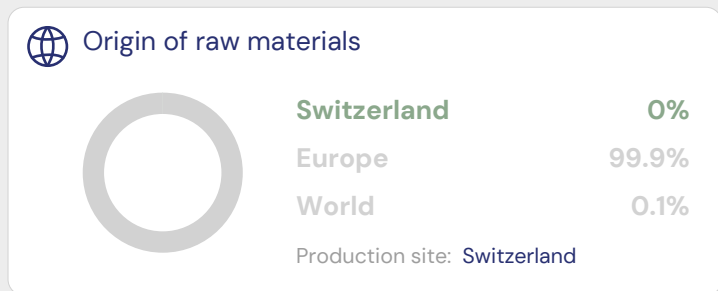 Origin of raw materials
Switzerland 0%
Europe 99.9%
World 0.1%
Production site: Switzerland